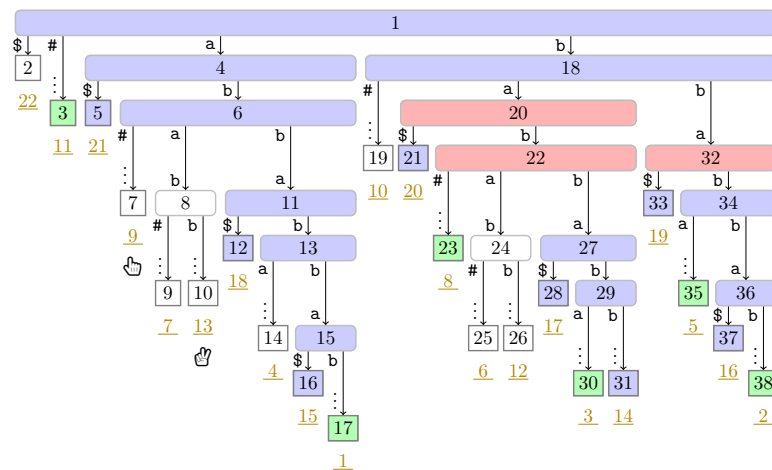 1
$ # a b
2 4 18
22 ⋮ $ b # a b
3 5 6 20 a
11 21 # a b ⋮ $ b
19 21 22 32
⋮ b a 10 20 # a b $ b
7 8 11 33 34
9 # b $ b ⋮ b a 19 a b
12 13 23 24 27
⋮ ⋮ 18 a b 8 # b $ b ⋮ a
9 10 28 29 35 36
7 13 ⋮ a ⋮ ⋮ 17 a b 5 $ b
14 15 25 26 37
4 $ b 6 12 ⋮ 16 ⋮
16 30 31 38
15 ⋮ 3 14 2
17
1